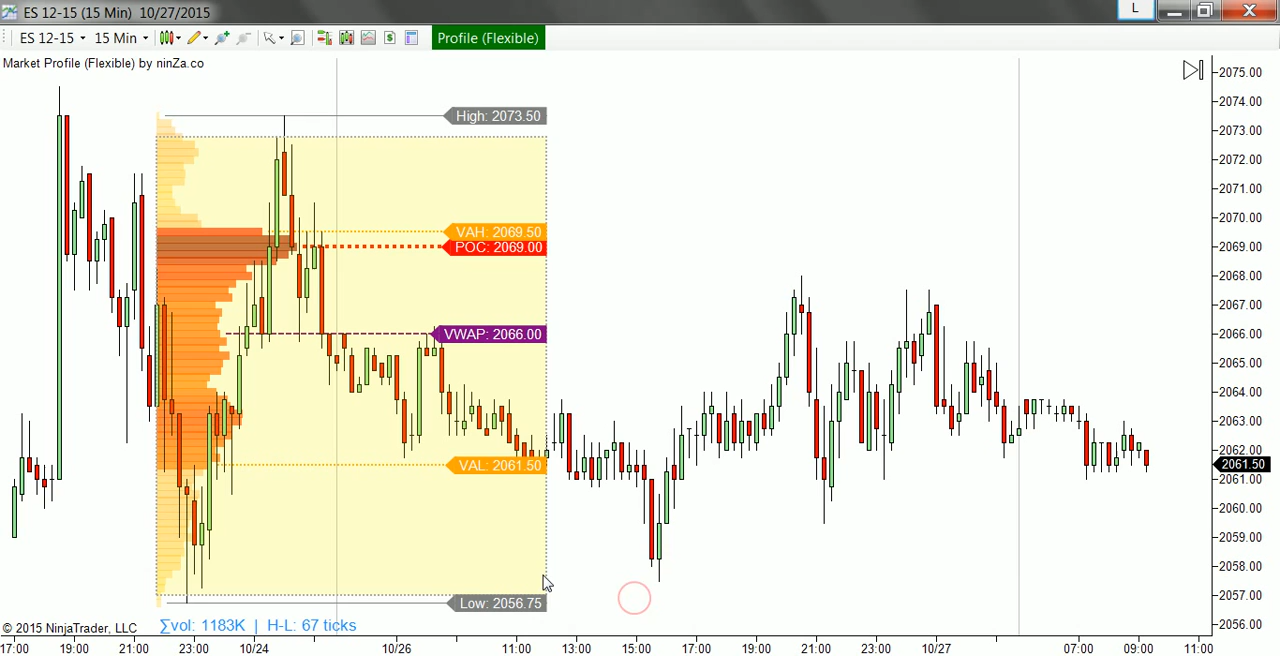 ES 12-15 (15 Min) 10/27/2015
L
ES 12-15 15 Min $ Profile (Flexible)
Market Profile (Flexible) by ninZa.co
High: 2073.50
VAH: 2069.50
POC: 2069.00
VWAP: 2066.00
VAL: 2061.50
Low: 2056.75
2075.00
2074.00
2073.00
2072.00
2071.00
2070.00
2069.00
2068.00
2067.00
2066.00
2065.00
2064.00
2063.00
2062.00
2061.50
2061.00
2060.00
2059.00
2058.00
2057.00
2056.00
© 2015 NinjaTrader, LLC
∑vol: 1183K | H-L: 67 ticks
17:00 19:00 21:00 23:00 10/24 10/26 11:00 13:00 15:00 17:00 19:00 21:00 23:00 10/27 07:00 09:00 11:00